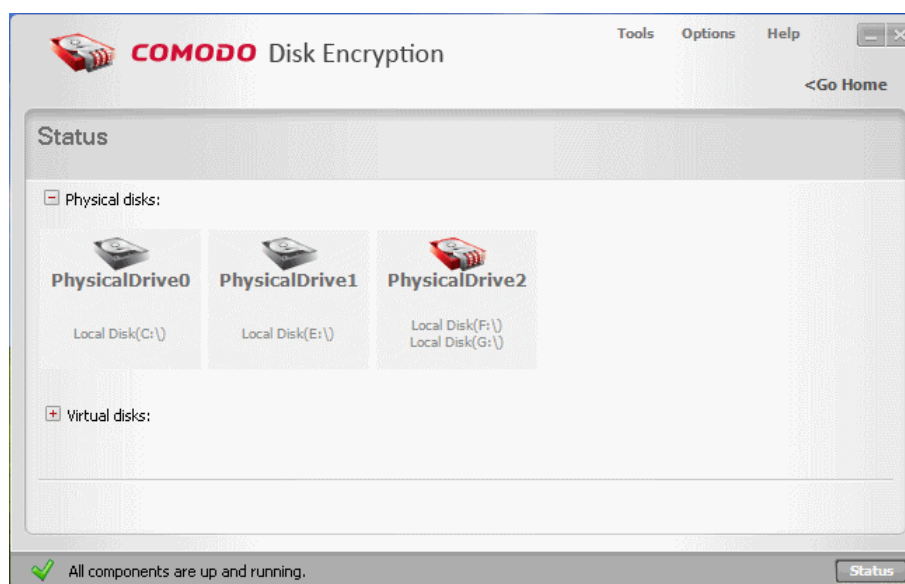 COMODO Disk Encryption
Tools Options Help
<Go Home
Status
Physical disks:
PhysicalDrive0
Local Disk(C:\)
PhysicalDrive1
Local Disk(E:\)
PhysicalDrive2
Local Disk(F:\)
Local Disk(G:\)
Virtual disks:
All components are up and running.
Status